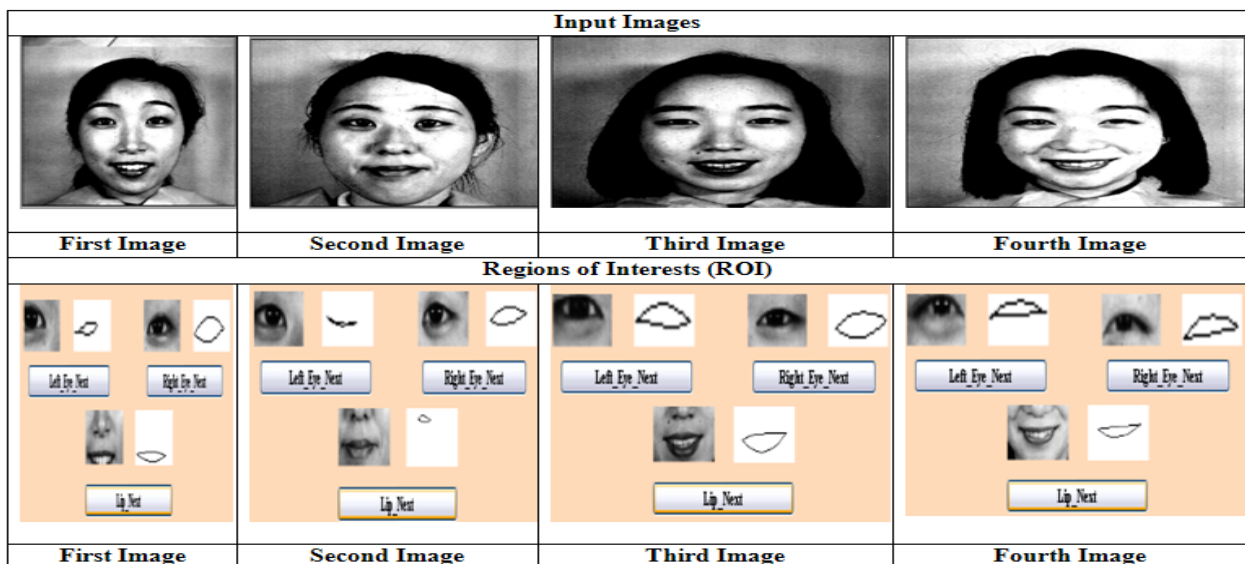 Input Images
First Image Second Image Third Image Fourth Image
Regions of Interests (ROI)
Left_Eye_Next Right_Eye_Next Left_Eye_Next Right_Eye_Next Left_Eye_Next Right_Eye_Next Left_Eye_Next Right_Eye_Next
Lip_Next Lip_Next Lip_Next Lip_Next
First Image Second Image Third Image Fourth Image